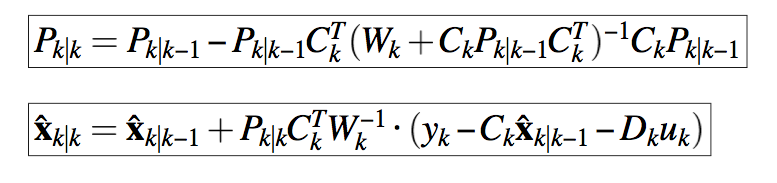 P_{k|k} = P_{k|k−1} − P_{k|k−1}C_k^T(W_k + C_kP_{k|k−1}C_k^T)^{−1}C_kP_{k|k−1}
x̂_{k|k} = x̂_{k|k−1} + P_{k|k}C_k^TW_k^{−1} · (y_k − C_kx̂_{k|k−1} − D_ku_k)